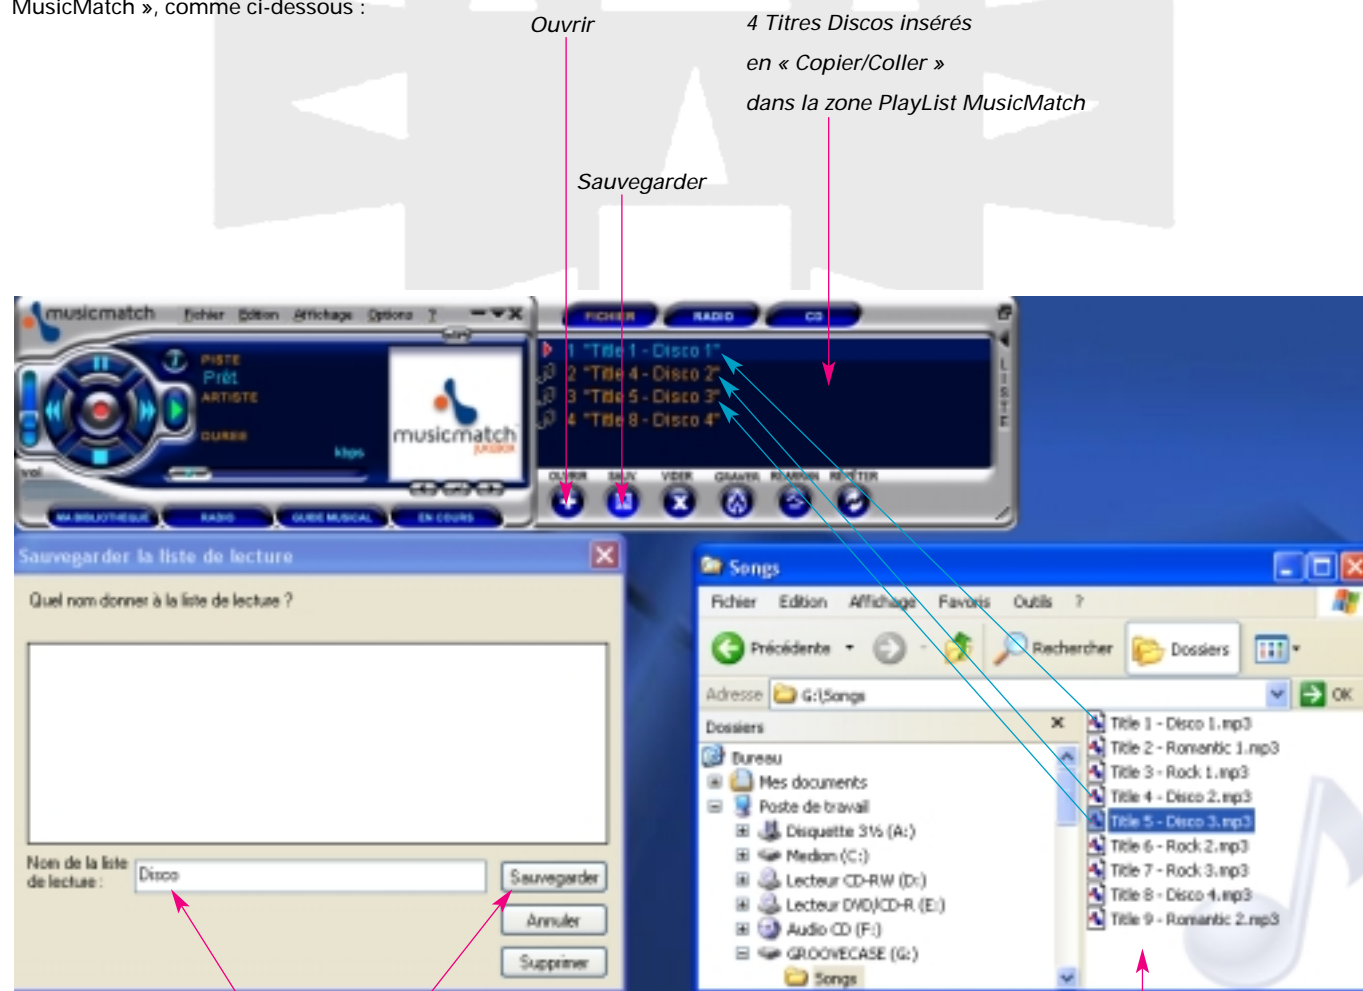 MusicMatch », comme ci-dessous :
Ouvrir
4 Titres Discos insérés
en « Copier/Coller »
dans la zone PlayList MusicMatch
Sauvegarder
musicmatch
Fichier Edition Affichage Options ?
FICHIER RADIO CD
PISTE
Prêt
ARTISTE
DUREE
kbps
musicmatch
JUKEBOX
vol
1 "Title 1 - Disco 1"
2 "Title 4 - Disco 2"
3 "Title 5 - Disco 3"
4 "Title 8 - Disco 4"
LISTE
OUVRIR SAUV. VIDER GRAVER RÉPÉTER
MA BIBLIOTHEQUE RADIO GUIDE MUSICAL EN COURS
Sauvegarder la liste de lecture
Quel nom donner à la liste de lecture ?
Nom de la liste
de lecture :
Disco
Sauvegarder
Annuler
Supprimer
Songs
Fichier Edition Affichage Favoris Outils ?
Précédente Rechercher Dossiers
Adresse G:\Songs OK
Dossiers
Bureau
Mes documents
Poste de travail
Disquette 3½ (A:)
Medion (C:)
Lecteur CD-RW (D:)
Lecteur DVD/CD-R (E:)
Audio CD (F:)
GROOVECASE (G:)
Songs
Title 1 - Disco 1.mp3
Title 2 - Romantic 1.mp3
Title 3 - Rock 1.mp3
Title 4 - Disco 2.mp3
Title 5 - Disco 3.mp3
Title 6 - Rock 2.mp3
Title 7 - Rock 3.mp3
Title 8 - Disco 4.mp3
Title 9 - Romantic 2.mp3